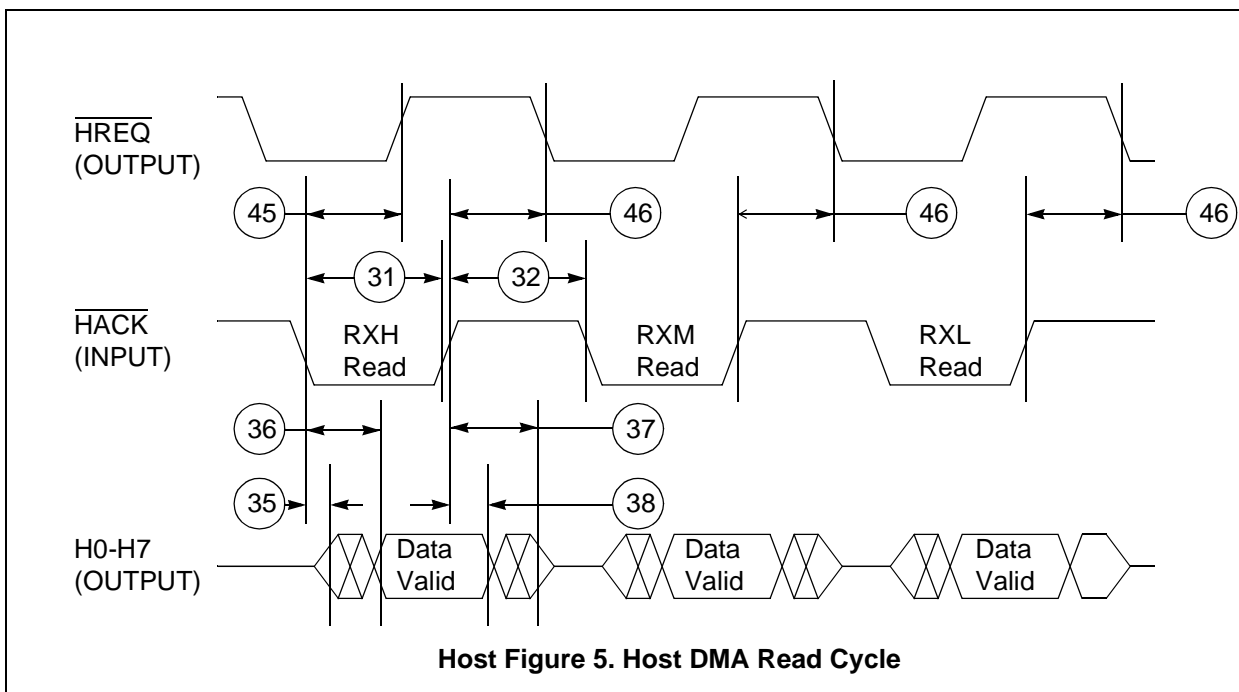 HREQ
(OUTPUT)
45
46
46
46
31
32
HACK
(INPUT)
RXH
Read
RXM
Read
RXL
Read
36
37
35
38
H0-H7
(OUTPUT)
Data
Valid
Data
Valid
Data
Valid
Host Figure 5. Host DMA Read Cycle